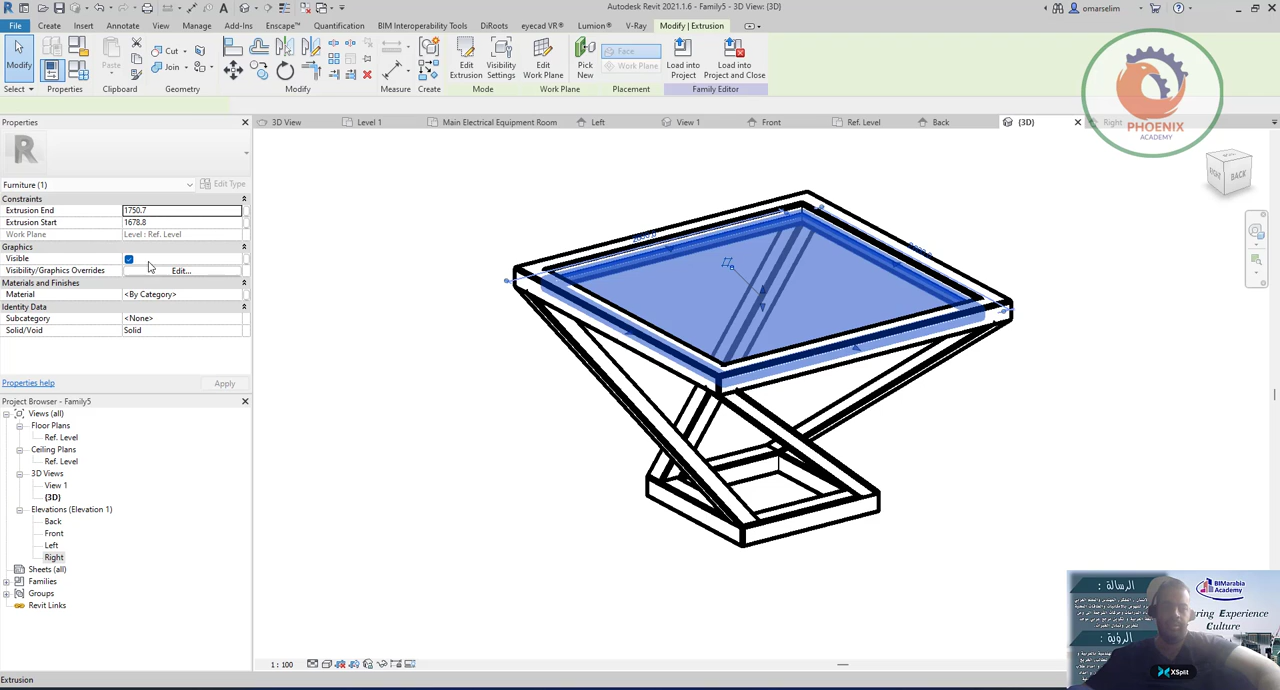 Autodesk Revit 2021.1.6 - Family5 - 3D View: {3D}
omarselim
File Create Insert Annotate View Manage Add-Ins Enscape™ Quantification BIM Interoperability Tools DiRoots eyecad VR® Lumion® V-Ray Modify | Extrusion
Modify Paste Cut Join Edit Extrusion Visibility Settings Edit Work Plane Pick New Face Work Plane Load into Project Load into Project and Close
Select Properties Clipboard Geometry Modify Measure Create Mode Work Plane Placement Family Editor
PHOENIX
ACADEMY
Properties
3D View Level 1 Main Electrical Equipment Room Left View 1 Front Ref. Level Back {3D} Right
Furniture (1) Edit Type
Constraints
Extrusion End 1750.7
Extrusion Start 1678.8
Work Plane Level : Ref. Level
Graphics
Visible
Visibility/Graphics Overrides Edit...
Materials and Finishes
Material <By Category>
Identity Data
Subcategory <None>
Solid/Void Solid
Properties help Apply
Project Browser - Family5
Views (all)
Floor Plans
Ref. Level
Ceiling Plans
Ref. Level
3D Views
View 1
{3D}
Elevations (Elevation 1)
Back
Front
Left
Right
Sheets (all)
Families
Groups
Revit Links
RIGHT BACK
1 : 100
Extrusion
الرسالة :
BIMarabia
Academy
ring Experience
Culture
الرؤية :
XSplit